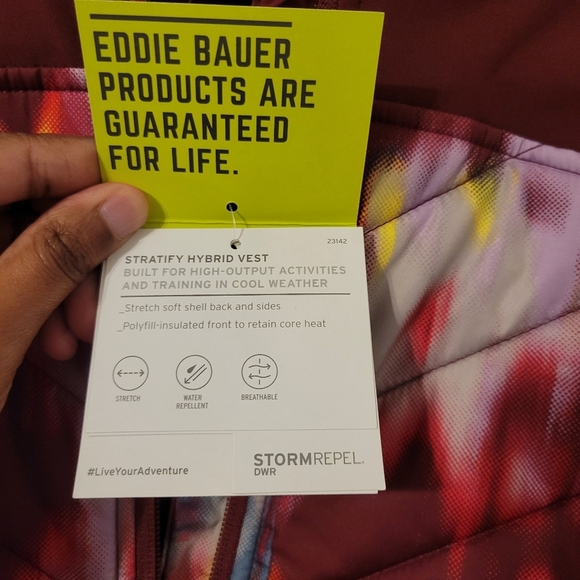 EDDIE BAUER
PRODUCTS ARE
GUARANTEED
FOR LIFE.
23142
STRATIFY HYBRID VEST
BUILT FOR HIGH-OUTPUT ACTIVITIES
AND TRAINING IN COOL WEATHER
_Stretch soft shell back and sides
_Polyfill-insulated front to retain core heat
STRETCH
WATER
REPELLENT
BREATHABLE
#LiveYourAdventure
STORMREPEL®
DWR